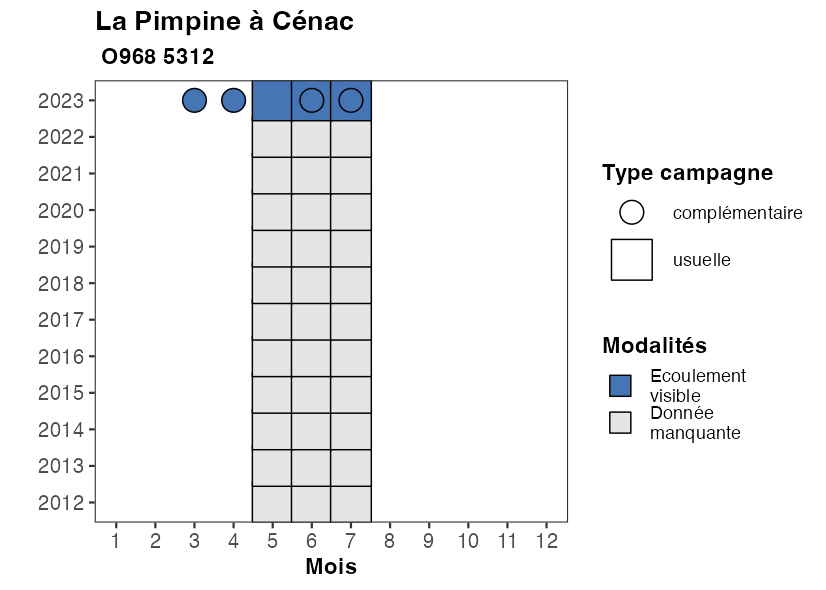 La Pimpine à Cénac
O968 5312
2023
2022
2021
2020
2019
2018
2017
2016
2015
2014
2013
2012
1 2 3 4 5 6 7 8 9 10 11 12
Mois
Type campagne
complémentaire
usuelle
Modalités
Ecoulement
visible
Donnée
manquante